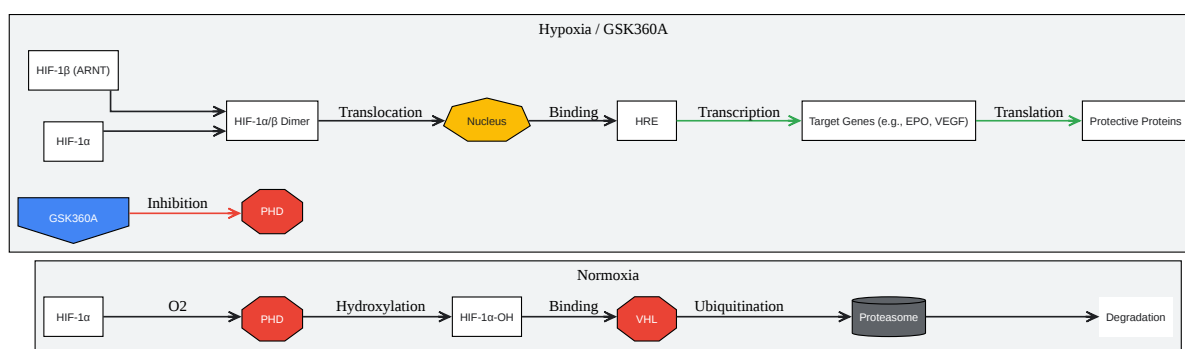 Hypoxia / GSK360A
HIF-1β (ARNT)
HIF-1α
HIF-1α/β Dimer
Translocation
Nucleus
Binding
HRE
Transcription
Target Genes (e.g., EPO, VEGF)
Translation
Protective Proteins
GSK360A
Inhibition
PHD
Normoxia
HIF-1α
O2
PHD
Hydroxylation
HIF-1α-OH
Binding
VHL
Ubiquitination
Proteasome
Degradation